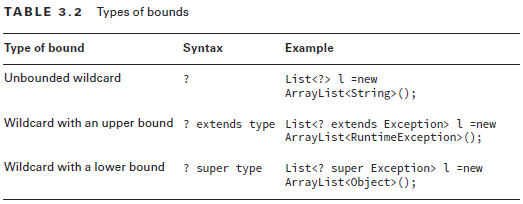 TABLE 3.2 Types of bounds
Type of bound Syntax Example
Unbounded wildcard ? List<?> l =new
ArrayList<String>();
Wildcard with an upper bound ? extends type List<? extends Exception> l =new
ArrayList<RuntimeException>();
Wildcard with a lower bound ? super type List<? super Exception> l =new
ArrayList<Object>();